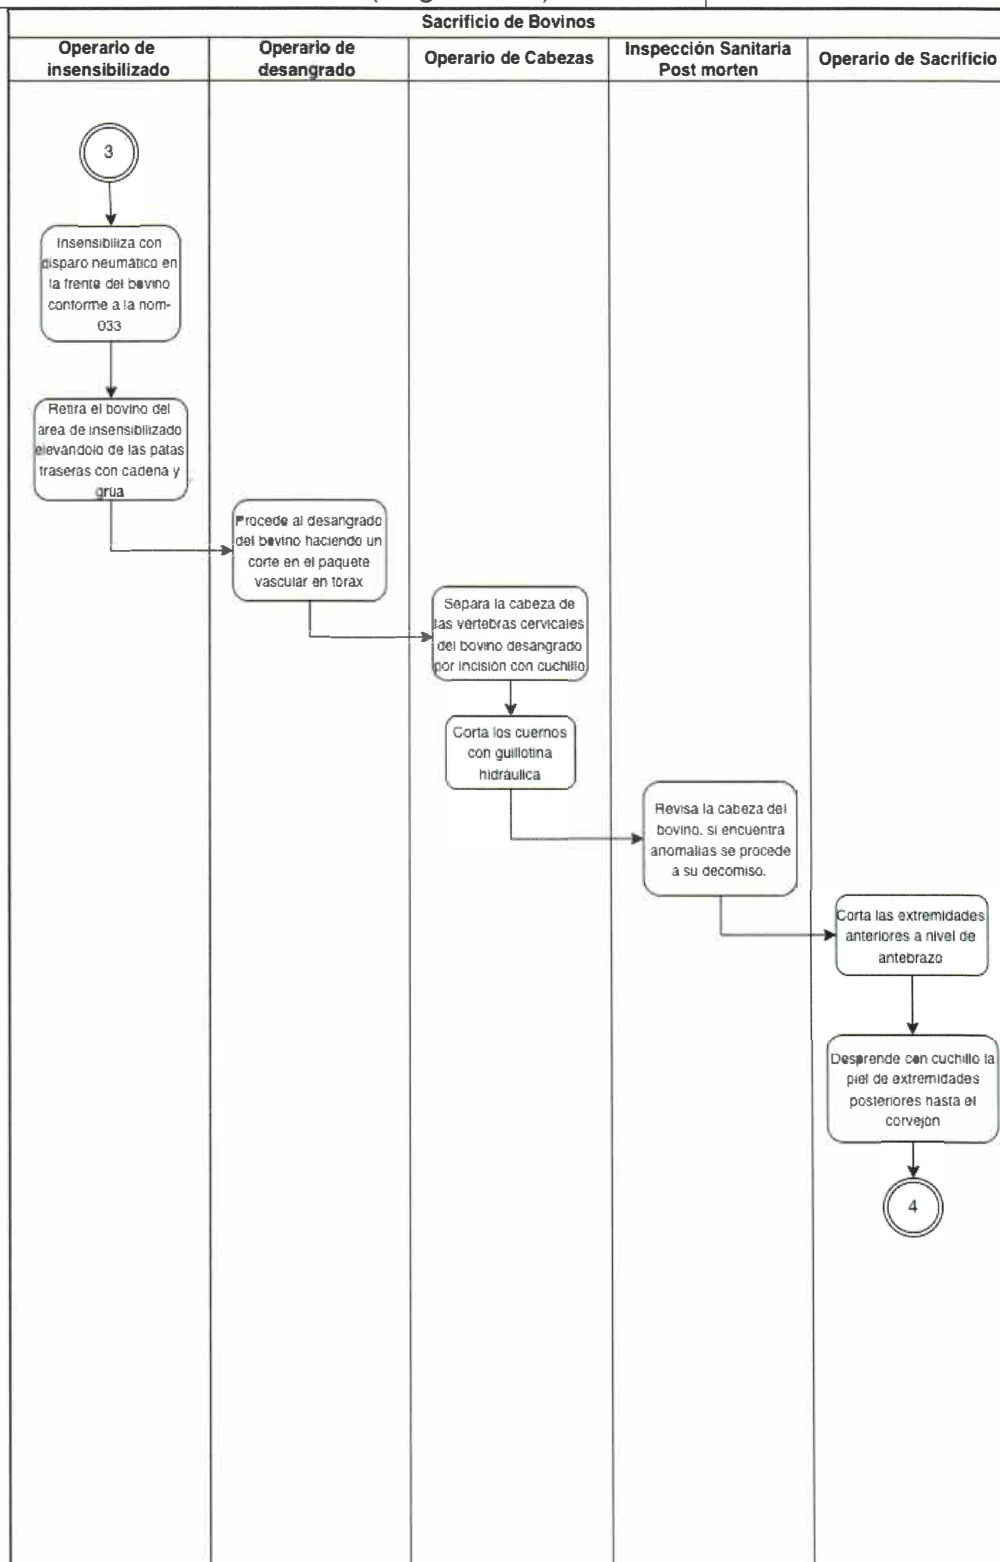 Sacrificio de Bovinos
Operario de
insensibilizado
Operario de
desangrado
Operario de Cabezas
Inspección Sanitaria
Post morten
Operario de Sacrificio
3
Insensibiliza con
disparo neumático en
la frente del bovino
conforme a la nom-
033
Retira el bovino del
area de insensibilizado
elevándolo de las patas
traseras con cadena y
grúa
Procede al desangrado
del bovino haciendo un
corte en el paquete
vascular en tórax
Separa la cabeza de
las vértebras cervicales
del bovino desangrado
por incisión con cuchillo
Corta los cuernos
con guillotina
hidráulica
Revisa la cabeza del
bovino, si encuentra
anomalías se procede
a su decomiso.
Corta las extremidades
anteriores a nivel de
antebrazo
Desprende con cuchillo la
piel de extremidades
posteriores hasta el
corvejón
4